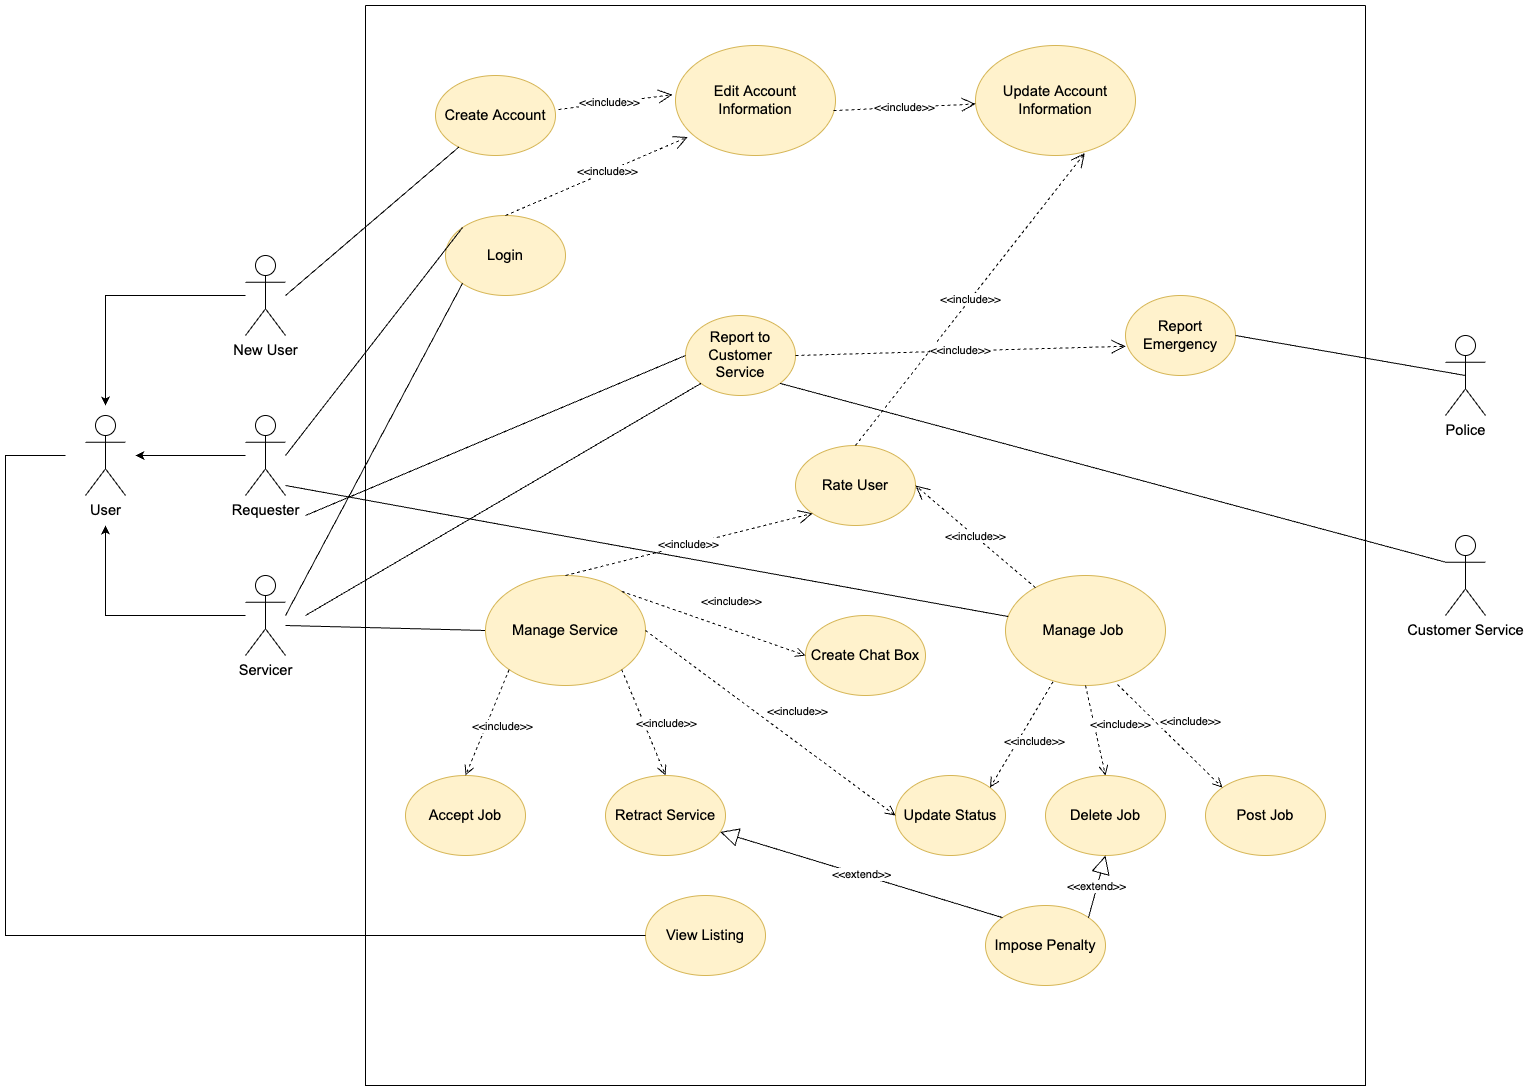 Create Account
<<include>>
Edit Account
Information
<<include>>
Update Account
Information
<<include>>
Login
<<include>>
New User
Report to
Customer
Service
<<include>>
Report
Emergency
Police
User
Requester
Rate User
<<include>>
<<include>>
Servicer
Manage Service
<<include>>
Create Chat Box
Manage Job
Customer Service
<<include>>
<<include>>
<<include>>
<<include>>
<<include>>
<<include>>
Accept Job
Retract Service
Update Status
Delete Job
Post Job
<<extend>>
<<extend>>
View Listing
Impose Penalty